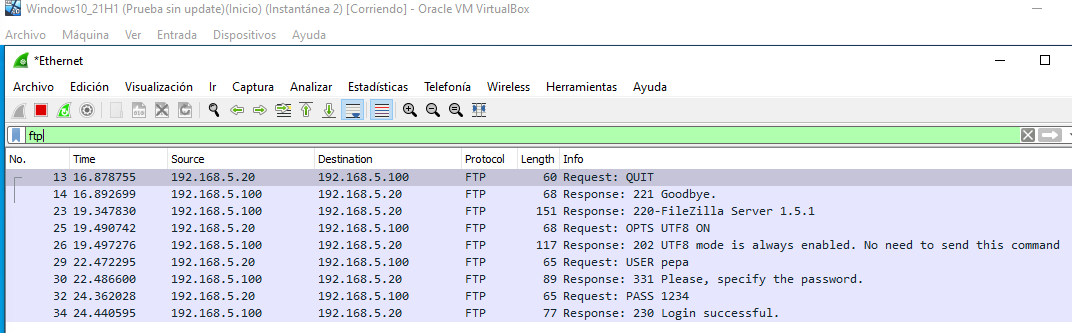 Windows10_21H1 (Prueba sin update)(Inicio) (Instantánea 2) [Corriendo] - Oracle VM VirtualBox
Archivo Máquina Ver Entrada Dispositivos Ayuda
*Ethernet
Archivo Edición Visualización Ir Captura Analizar Estadísticas Telefonía Wireless Herramientas Ayuda
ftp
No. Time Source Destination Protocol Length Info
13 16.878755 192.168.5.20 192.168.5.100 FTP 60 Request: QUIT
14 16.892699 192.168.5.100 192.168.5.20 FTP 68 Response: 221 Goodbye.
23 19.347830 192.168.5.100 192.168.5.20 FTP 151 Response: 220-FileZilla Server 1.5.1
25 19.490742 192.168.5.20 192.168.5.100 FTP 68 Request: OPTS UTF8 ON
26 19.497276 192.168.5.100 192.168.5.20 FTP 117 Response: 202 UTF8 mode is always enabled. No need to send this command
29 22.472295 192.168.5.20 192.168.5.100 FTP 65 Request: USER pepa
30 22.486600 192.168.5.100 192.168.5.20 FTP 89 Response: 331 Please, specify the password.
32 24.362028 192.168.5.20 192.168.5.100 FTP 65 Request: PASS 1234
34 24.440595 192.168.5.100 192.168.5.20 FTP 77 Response: 230 Login successful.